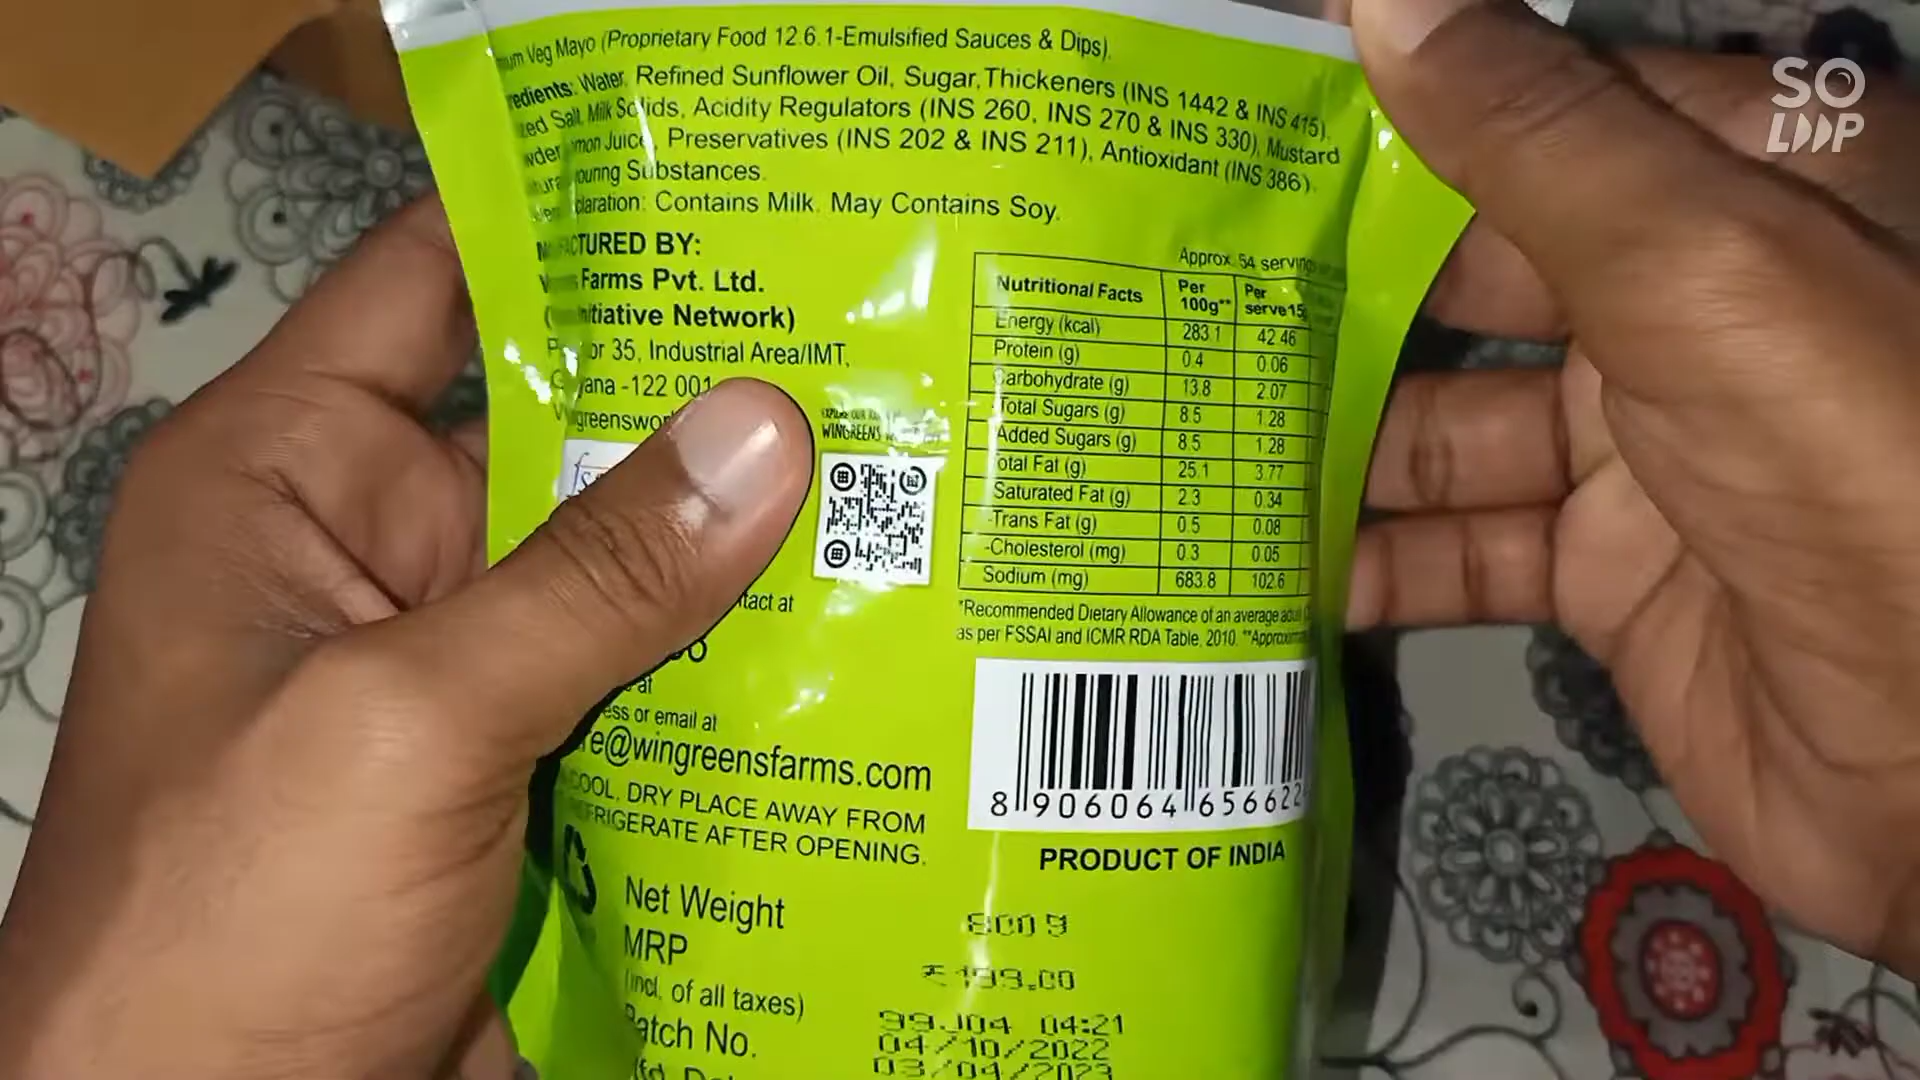 Veg Mayo (Proprietary Food 12.6.1-Emulsified Sauces & Dips).
Water, Refined Sunflower Oil, Sugar, Thickeners (INS 1442 & INS 415),
Salt, Milk Solids, Acidity Regulators (INS 260, INS 270 & INS 330), Mustard
Juice, Preservatives (INS 202 & INS 211), Antioxidant (INS 386).
Substances.
Contains Milk. May Contains Soy.
BY:
Farms Pvt. Ltd.
Network)
35, Industrial Area/IMT,
-122 001
EXPLORE OUR
WINGREENS
Approx. 54 serving
Nutritional Facts Per 100g** Per serve 15g
Energy (kcal) 283.1 42.46
Protein (g) 0.4 0.06
Carbohydrate (g) 13.8 2.07
-Total Sugars (g) 8.5 1.28
Added Sugars (g) 8.5 1.28
Total Fat (g) 25.1 3.77
Saturated Fat (g) 2.3 0.34
-Trans Fat (g) 0.5 0.08
-Cholesterol (mg) 0.3 0.05
Sodium (mg) 683.8 102.6
*Recommended Dietary Allowance of an average
as per FSSAI and ICMR RDA Table, 2010.
at
at
or email at
re@wingreensfarms.com
COOL, DRY PLACE AWAY FROM
AFTER OPENING.
8 906064 65662
PRODUCT OF INDIA
Net Weight 800 g
MRP ₹ 199.00
(incl. of all taxes)
Batch No. 99J04 04:21
04/10/2022
03/04/2023
SO
LOOP